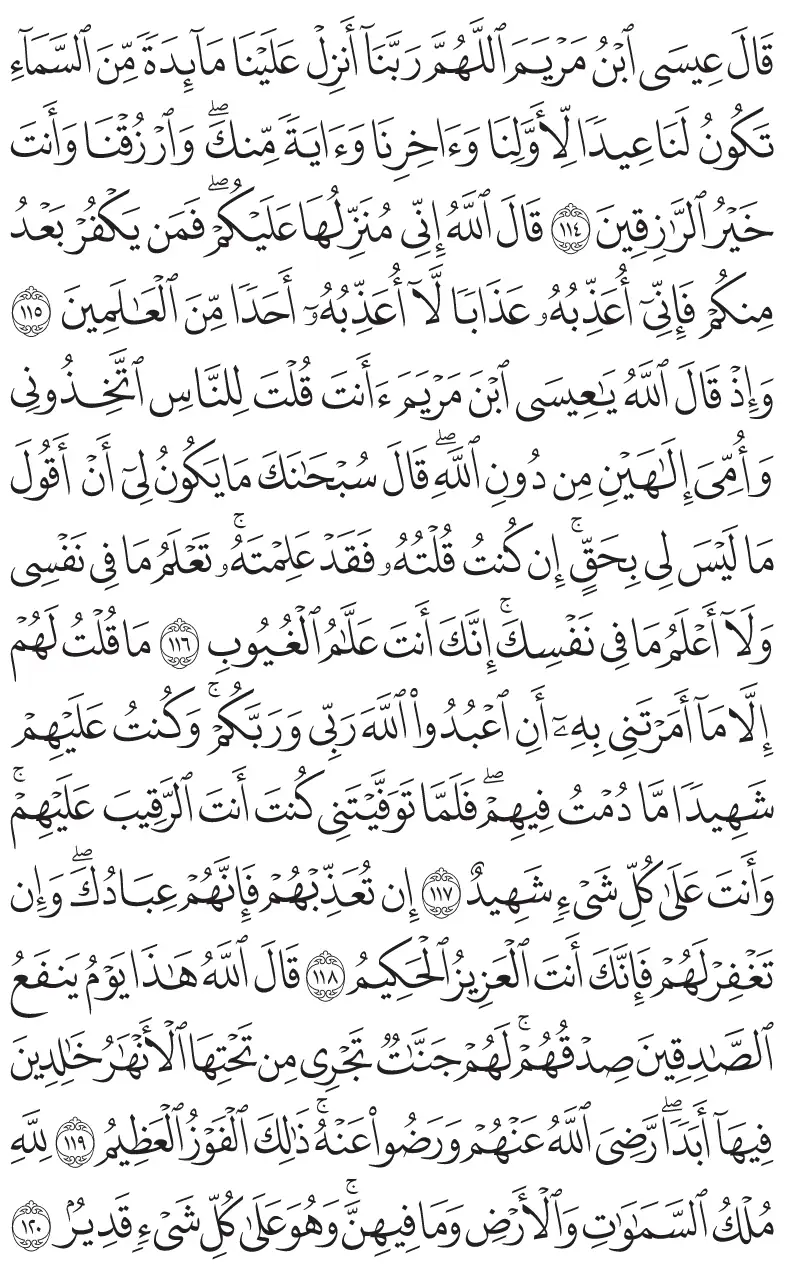 قَالَ عِيسَى ٱبْنُ مَرْيَمَ ٱللَّهُمَّ رَبَّنَآ أَنزِلْ عَلَيْنَا مَآئِدَةً مِّنَ ٱلسَّمَآءِ
تَكُونُ لَنَا عِيدًا لِّأَوَّلِنَا وَءَاخِرِنَا وَءَايَةً مِّنكَ ۖ وَٱرْزُقْنَا وَأَنتَ
خَيْرُ ٱلرَّٰزِقِينَ ١١٤ قَالَ ٱللَّهُ إِنِّى مُنَزِّلُهَا عَلَيْكُمْ ۖ فَمَن يَكْفُرْ بَعْدُ
مِنكُمْ فَإِنِّىٓ أُعَذِّبُهُۥ عَذَابًا لَّآ أُعَذِّبُهُۥٓ أَحَدًا مِّنَ ٱلْعَٰلَمِينَ ١١٥
وَإِذْ قَالَ ٱللَّهُ يَٰعِيسَى ٱبْنَ مَرْيَمَ ءَأَنتَ قُلْتَ لِلنَّاسِ ٱتَّخِذُونِى
وَأُمِّىَ إِلَٰهَيْنِ مِن دُونِ ٱللَّهِ ۖ قَالَ سُبْحَٰنَكَ مَا يَكُونُ لِىٓ أَنْ أَقُولَ
مَا لَيْسَ لِى بِحَقٍّ ۚ إِن كُنتُ قُلْتُهُۥ فَقَدْ عَلِمْتَهُۥ ۚ تَعْلَمُ مَا فِى نَفْسِى
وَلَآ أَعْلَمُ مَا فِى نَفْسِكَ ۚ إِنَّكَ أَنتَ عَلَّٰمُ ٱلْغُيُوبِ ١١٦ مَا قُلْتُ لَهُمْ
إِلَّا مَآ أَمَرْتَنِى بِهِۦٓ أَنِ ٱعْبُدُوا۟ ٱللَّهَ رَبِّى وَرَبَّكُمْ ۚ وَكُنتُ عَلَيْهِمْ
شَهِيدًا مَّا دُمْتُ فِيهِمْ ۖ فَلَمَّا تَوَفَّيْتَنِى كُنتَ أَنتَ ٱلرَّقِيبَ عَلَيْهِمْ ۚ
وَأَنتَ عَلَىٰ كُلِّ شَىْءٍ شَهِيدٌ ١١٧ إِن تُعَذِّبْهُمْ فَإِنَّهُمْ عِبَادُكَ ۖ وَإِن
تَغْفِرْ لَهُمْ فَإِنَّكَ أَنتَ ٱلْعَزِيزُ ٱلْحَكِيمُ ١١٨ قَالَ ٱللَّهُ هَٰذَا يَوْمُ يَنفَعُ
ٱلصَّٰدِقِينَ صِدْقُهُمْ ۚ لَهُمْ جَنَّٰتٌ تَجْرِى مِن تَحْتِهَا ٱلْأَنْهَٰرُ خَٰلِدِينَ
فِيهَآ أَبَدًا ۖ رَّضِىَ ٱللَّهُ عَنْهُمْ وَرَضُوا۟ عَنْهُ ۚ ذَٰلِكَ ٱلْفَوْزُ ٱلْعَظِيمُ ١١٩ لِلَّهِ
مُلْكُ ٱلسَّمَٰوَٰتِ وَٱلْأَرْضِ وَمَا فِيهِنَّ ۚ وَهُوَ عَلَىٰ كُلِّ شَىْءٍ قَدِيرٌۢ ١٢٠